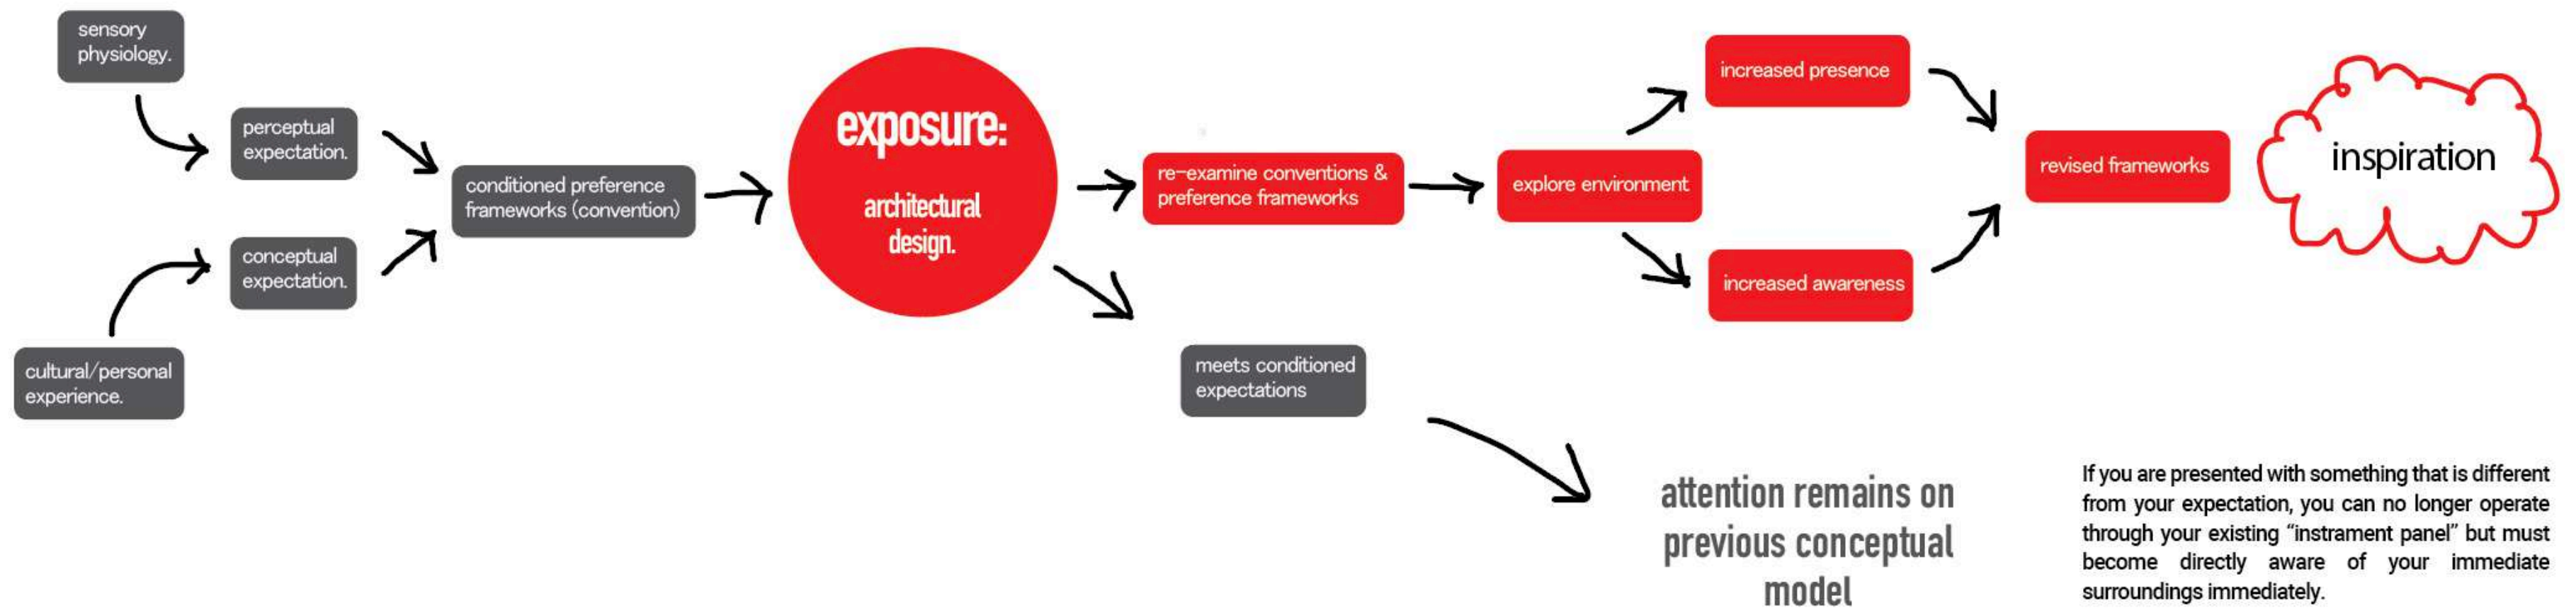 sensory
physiology.
perceptual
expectation.
conceptual
expectation.
cultural/personal
experience.
conditioned preference
frameworks (convention)
exposure:
architectural
design.
re-examine conventions &
preference frameworks
meets conditioned
expectations
explore environment
increased presence
increased awareness
revised frameworks
inspiration
attention remains on
previous conceptual
model
If you are presented with something that is different
from your expectation, you can no longer operate
through your existing “instrament panel” but must
become directly aware of your immediate
surroundings immediately.